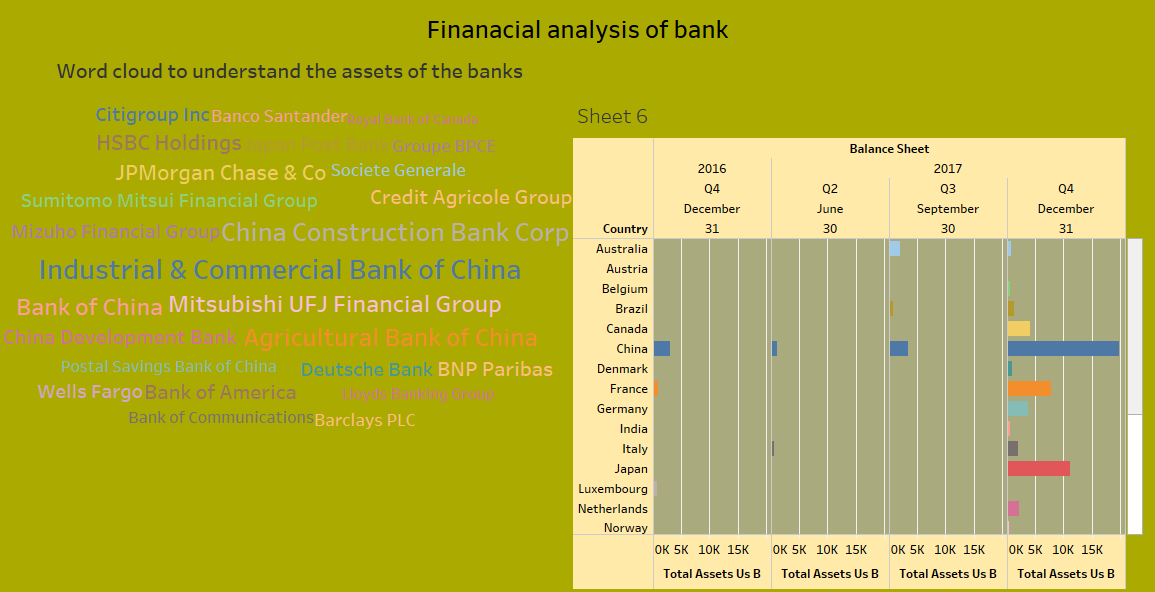 Finanacial analysis of bank
Word cloud to understand the assets of the banks
Citigroup Inc Banco Santander Royal Bank of Canada
HSBC Holdings Japan Post Bank Groupe BPCE
JPMorgan Chase & Co Societe Generale
Sumitomo Mitsui Financial Group Credit Agricole Group
Mizuho Financial Group China Construction Bank Corp
Industrial & Commercial Bank of China
Bank of China Mitsubishi UFJ Financial Group
China Development Bank Agricultural Bank of China
Postal Savings Bank of China Deutsche Bank BNP Paribas
Wells Fargo Bank of America Lloyds Banking Group
Bank of Communications Barclays PLC
Sheet 6
Balance Sheet
2016 2017
Q4 Q2 Q3 Q4
December June September December
Country 31 30 30 31
Australia
Austria
Belgium
Brazil
Canada
China
Denmark
France
Germany
India
Italy
Japan
Luxembourg
Netherlands
Norway
0K 5K 10K 15K 0K 5K 10K 15K 0K 5K 10K 15K 0K 5K 10K 15K
Total Assets Us B Total Assets Us B Total Assets Us B Total Assets Us B